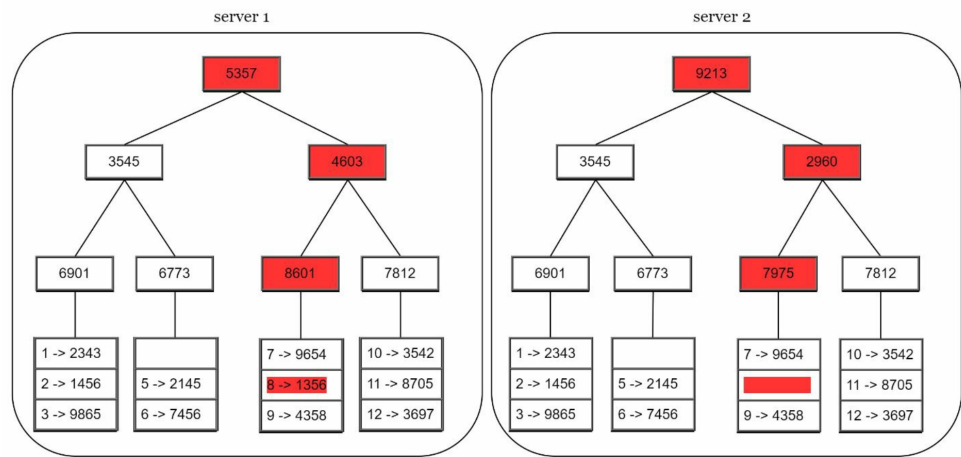 server 1
server 2
5357
9213
3545
4603
3545
2960
6901
6773
8601
7812
6901
6773
7975
7812
1 -> 2343
2 -> 1456
3 -> 9865
5 -> 2145
6 -> 7456
7 -> 9654
8 -> 1356
9 -> 4358
10 -> 3542
11 -> 8705
12 -> 3697
1 -> 2343
2 -> 1456
3 -> 9865
5 -> 2145
6 -> 7456
7 -> 9654
9 -> 4358
10 -> 3542
11 -> 8705
12 -> 3697